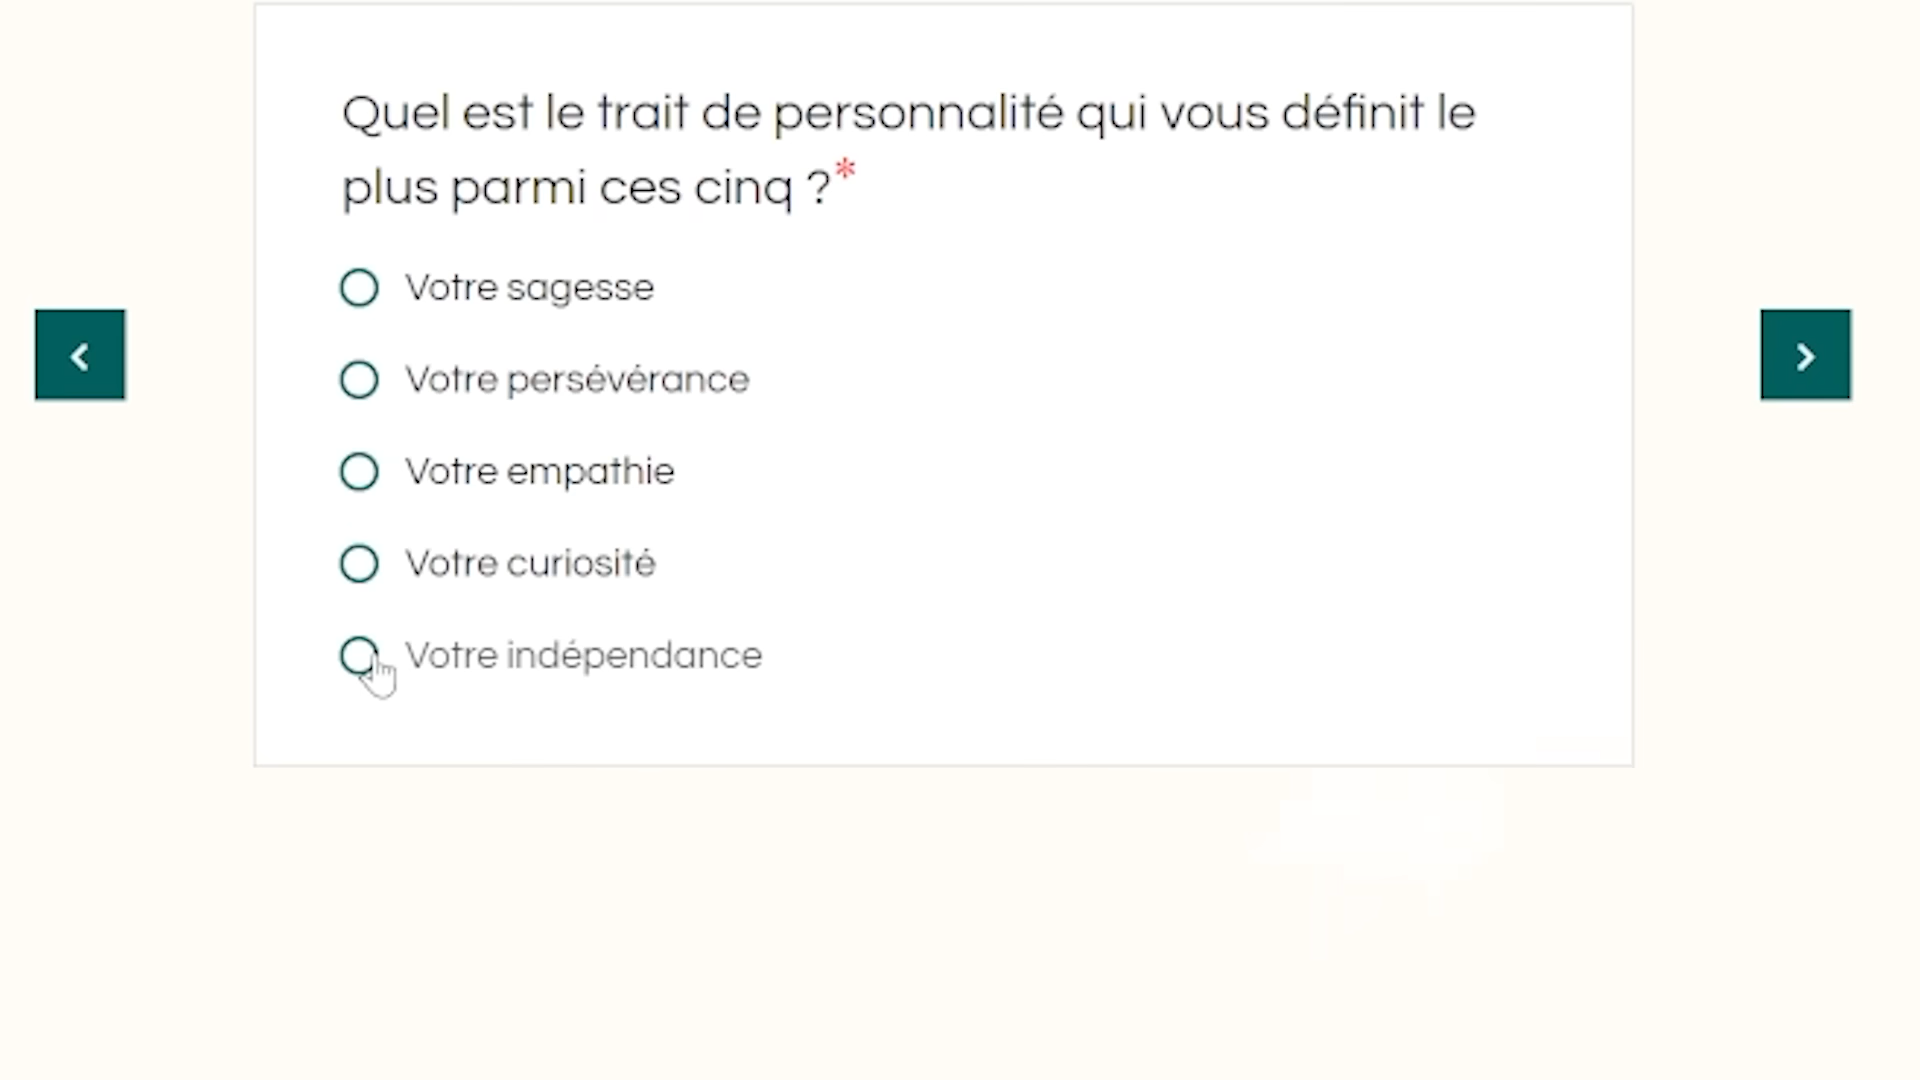 Quel est le trait de personnalité qui vous définit le
plus parmi ces cinq ?*
Votre sagesse
Votre persévérance
Votre empathie
Votre curiosité
Votre indépendance